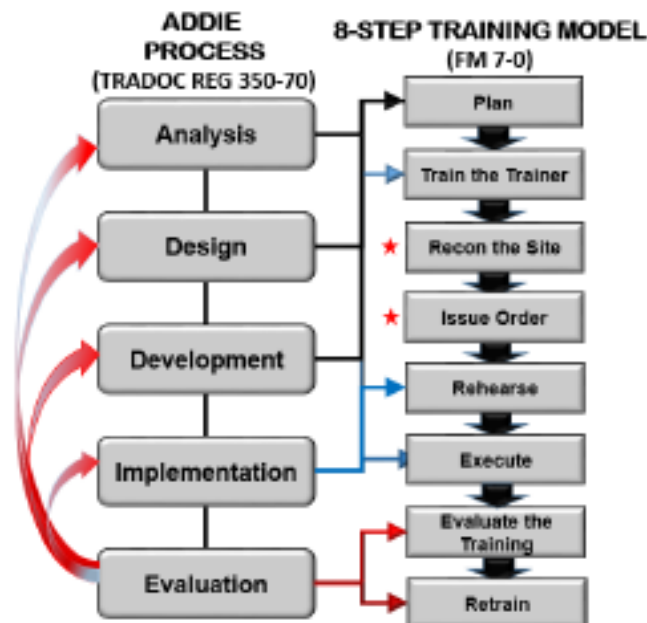 ADDIE
PROCESS
(TRADOC REG 350-70)
Analysis
Design
Development
Implementation
Evaluation
8-STEP TRAINING MODEL
(FM 7-0)
Plan
Train the Trainer
Recon the Site
Issue Order
Rehearse
Execute
Evaluate the
Training
Retrain